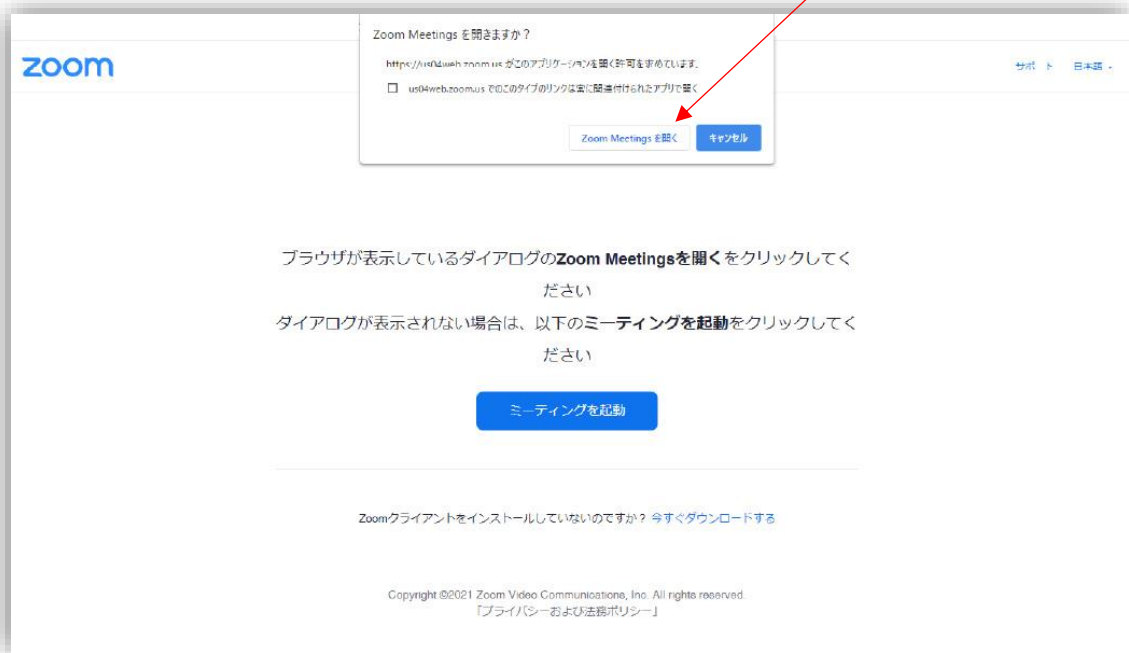 Zoom Meetings を開きますか？
https://us04web.zoom.us がこのアプリケーションを開く許可を求めています。
us04web.zoom.us でのこのタイプのリンクは常に関連付けられたアプリで開く
Zoom Meetings を開く
キャンセル
zoom
サポート
日本語
ブラウザが表示しているダイアログのZoom Meetingsを開くをクリックしてく
ださい
ダイアログが表示されない場合は、以下のミーティングを起動をクリックしてく
ださい
ミーティングを起動
Zoomクライアントをインストールしていないのですか？ 今すぐダウンロードする
Copyright ©2021 Zoom Video Communications, Inc. All rights reserved.
「プライバシーおよび法務ポリシー」